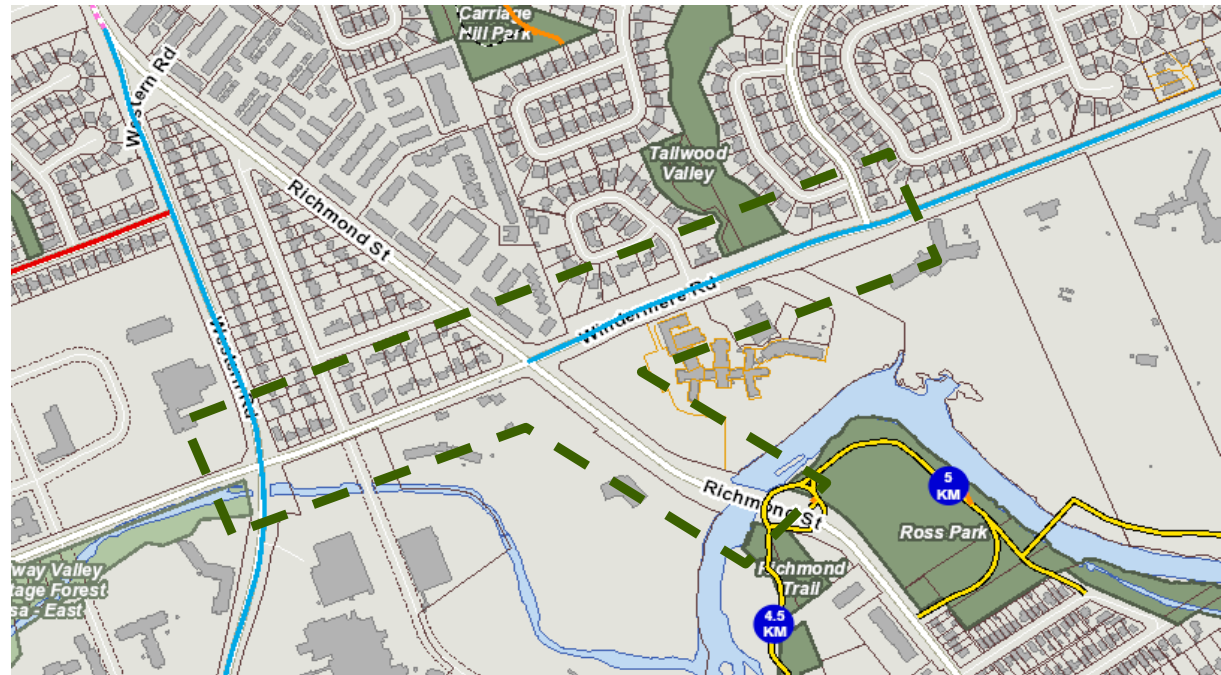 Carriage
Hill Park
Western Rd
Richmond St
Tallwood
Valley
Windermere Rd
Western Rd
5
KM
Richmond St
Ross Park
way Valley
tage Forest
sa - East
Richmond
Trail
4.5
KM